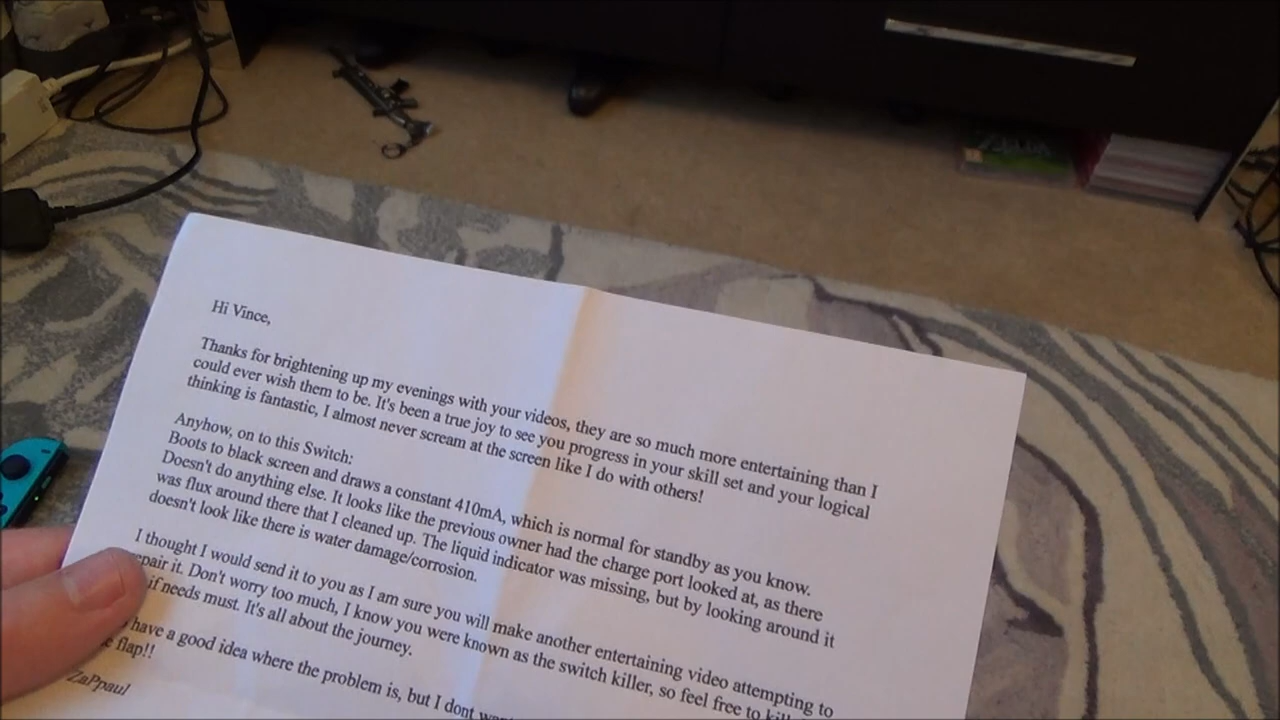 Hi Vince,
Thanks for brightening up my evenings with your videos, they are so much more entertaining than I
could ever wish them to be. It's been a true joy to see you progress in your skill set and your logical
thinking is fantastic, I almost never scream at the screen like I do with others!
Anyhow, on to this Switch:
Boots to black screen and draws a constant 410mA, which is normal for standby as you know.
Doesn't do anything else. It looks like the previous owner had the charge port looked at, as there
was flux around there that I cleaned up. The liquid indicator was missing, but by looking around it
doesn't look like there is water damage/corrosion.
I thought I would send it to you as I am sure you will make another entertaining video attempting to
repair it. Don't worry too much, I know you were known as the switch killer, so feel free to kill
if needs must. It's all about the journey.
have a good idea where the problem is, but I dont
flap!!
ZaPpaul